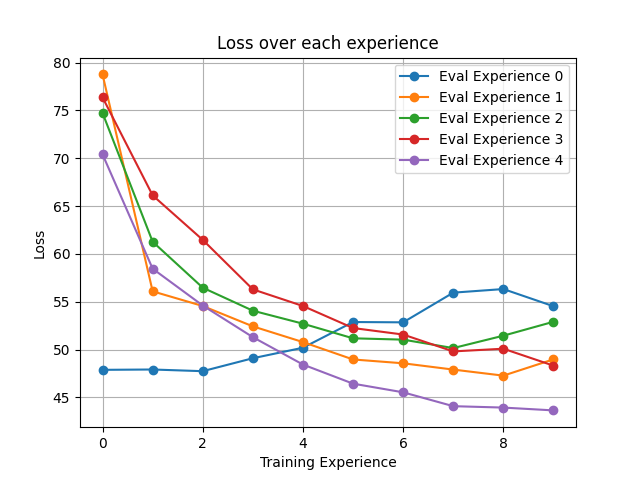 Loss over each experience
80
75
70
65
60
55
50
45
Loss
Eval Experience 0
Eval Experience 1
Eval Experience 2
Eval Experience 3
Eval Experience 4
0 2 4 6 8
Training Experience